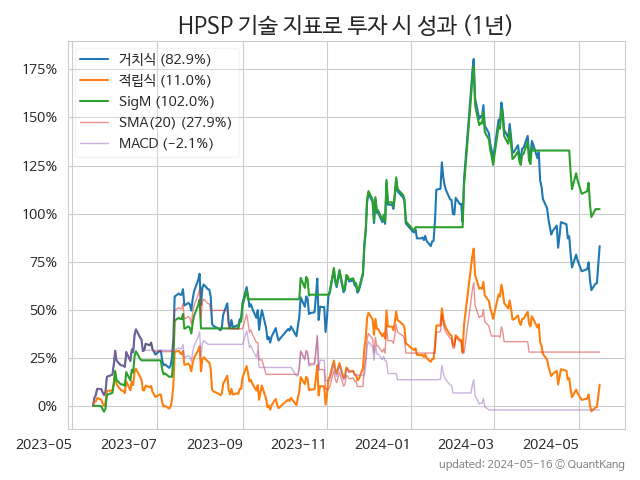 HPSP 기술 지표로 투자 시 성과 (1년)
거치식 (82.9%)
적립식 (11.0%)
SigM (102.0%)
SMA(20) (27.9%)
MACD (−2.1%)
175%
150%
125%
100%
75%
50%
25%
0%
2023-05 2023-07 2023-09 2023-11 2024-01 2024-03 2024-05
updated: 2024-05-16 © QuantKang